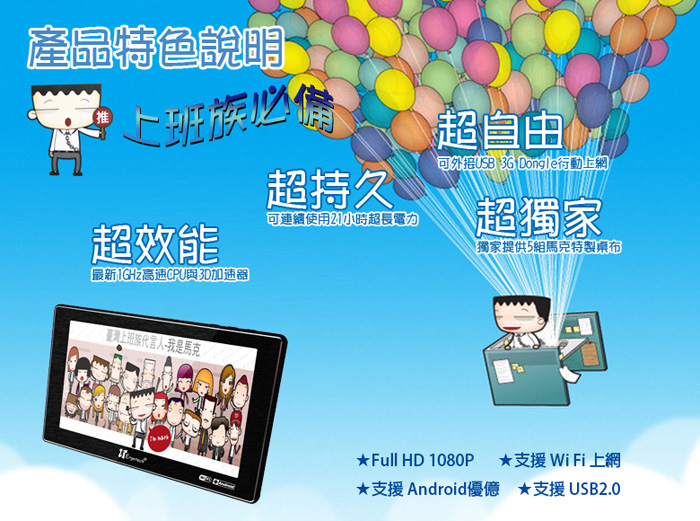 產品特色說明
推
上班族必備
超自由
可外接USB 3G Dongle行動上網
超持久
可連續使用21小時超長電力
超獨家
獨家提供5組馬克特製桌布
超效能
最新1GHz高速CPU與3D加速器
臺灣上班族代言人-我是馬克
I'm mark
Ergotech
WiFi
Android
★Full HD 1080P ★支援 Wi Fi 上網
★支援 Android優億 ★支援 USB2.0